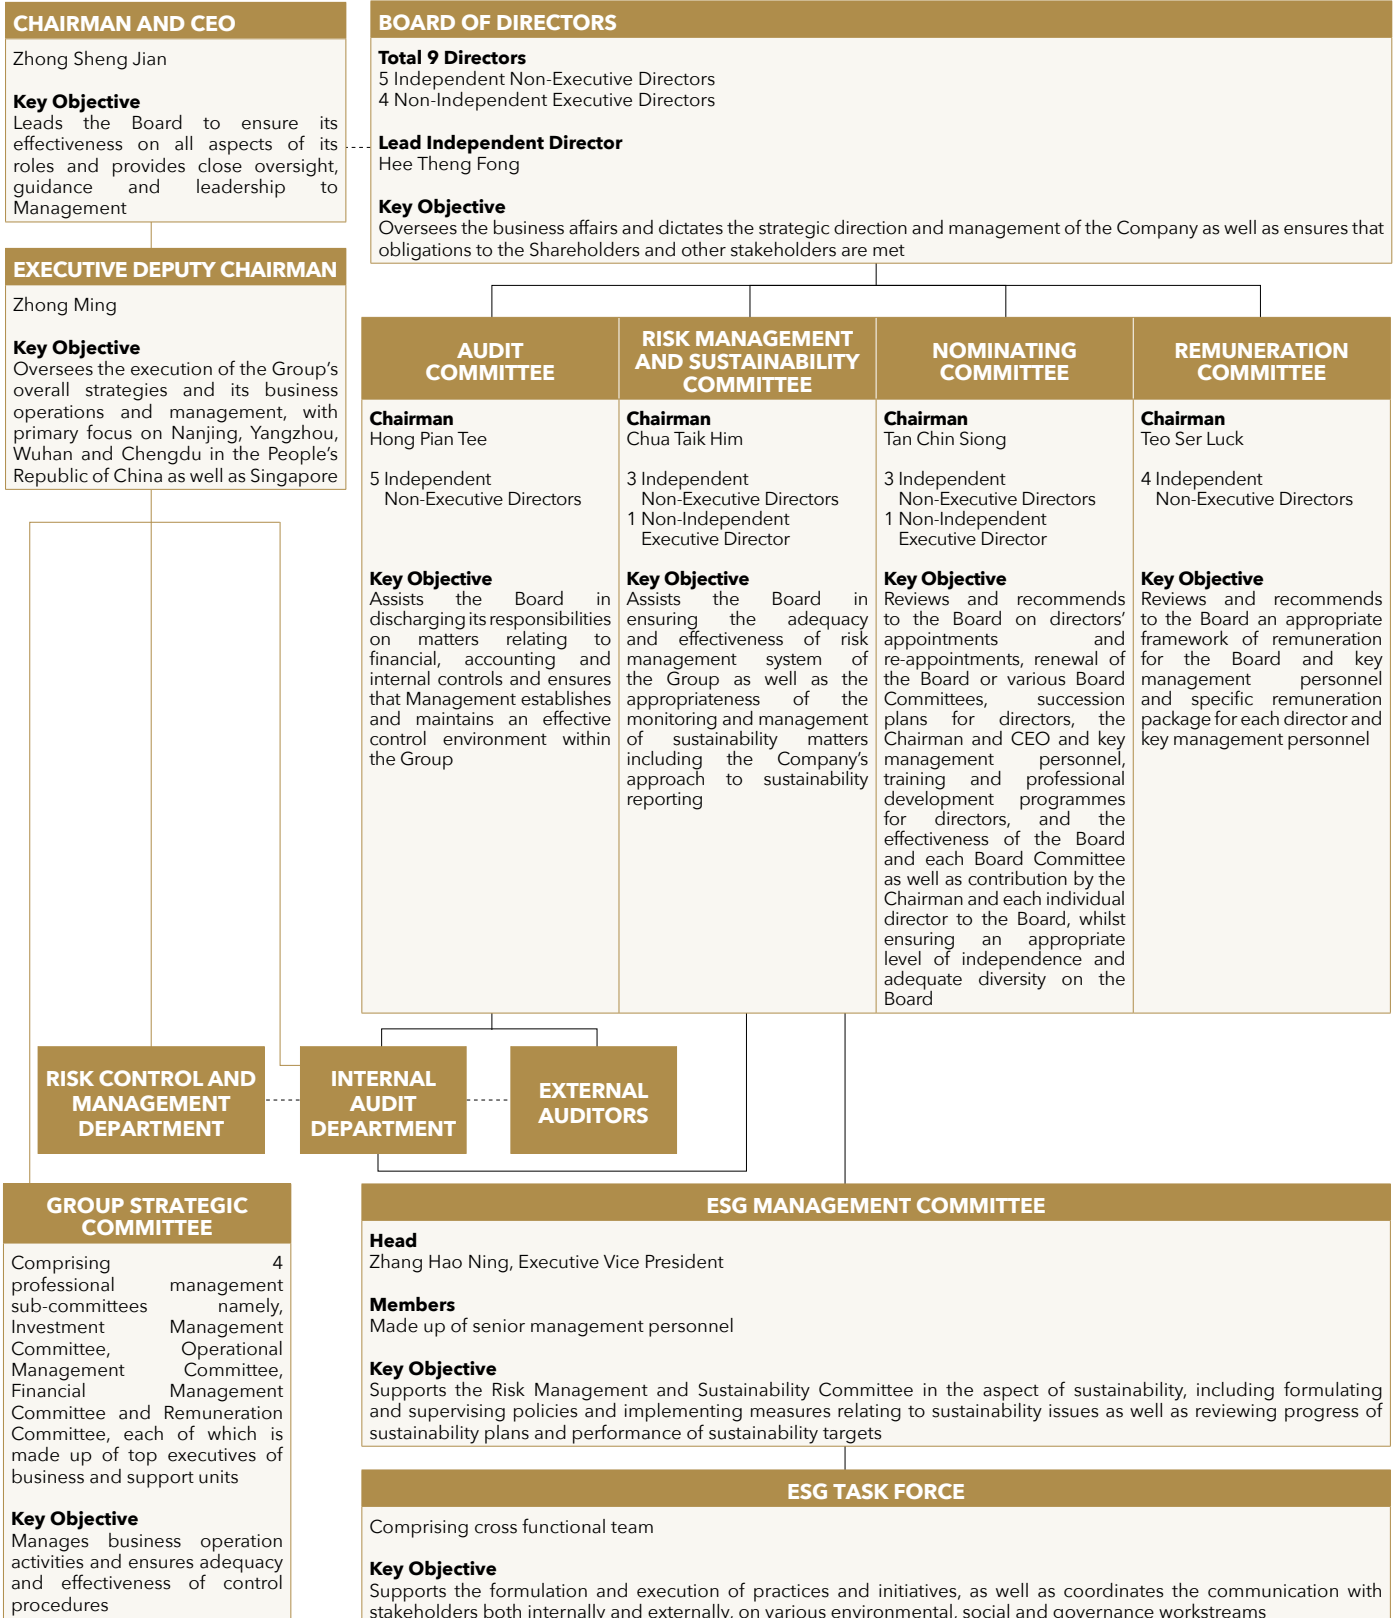 CHAIRMAN AND CEO
Zhong Sheng Jian
Key Objective
Leads the Board to ensure its
effectiveness on all aspects of its
roles and provides close oversight,
guidance and leadership to
Management
BOARD OF DIRECTORS
Total 9 Directors
5 Independent Non-Executive Directors
4 Non-Independent Executive Directors
Lead Independent Director
Hee Theng Fong
Key Objective
Oversees the business affairs and dictates the strategic direction and management of the Company as well as ensures that
obligations to the Shareholders and other stakeholders are met
EXECUTIVE DEPUTY CHAIRMAN
Zhong Ming
Key Objective
Oversees the execution of the Group's
overall strategies and its business
operations and management, with
primary focus on Nanjing, Yangzhou,
Wuhan and Chengdu in the People's
Republic of China as well as Singapore
AUDIT
COMMITTEE
Chairman
Hong Pian Tee
5 Independent
Non-Executive Directors
Key Objective
Assists the Board in
discharging its responsibilities
on matters relating to
financial, accounting and
internal controls and ensures
that Management establishes
and maintains an effective
control environment within
the Group
RISK MANAGEMENT
AND SUSTAINABILITY
COMMITTEE
Chairman
Chua Taik Him
3 Independent
Non-Executive Directors
1 Non-Independent
Executive Director
Key Objective
Assists the Board in
ensuring the adequacy
and effectiveness of risk
management system of
the Group as well as the
appropriateness of the
monitoring and management
of sustainability matters
including the Company's
approach to sustainability
reporting
NOMINATING
COMMITTEE
Chairman
Tan Chin Siong
3 Independent
Non-Executive Directors
1 Non-Independent
Executive Director
Key Objective
Reviews and recommends
to the Board on directors'
appointments and
re-appointments, renewal of
the Board or various Board
Committees, succession
plans for directors, the
Chairman and CEO and key
management personnel,
training and professional
development programmes
for directors, and the
effectiveness of the Board
and each Board Committee
as well as contribution by the
Chairman and each individual
director to the Board, whilst
ensuring an appropriate
level of independence and
adequate diversity on the
Board
REMUNERATION
COMMITTEE
Chairman
Teo Ser Luck
4 Independent
Non-Executive Directors
Key Objective
Reviews and recommends
to the Board an appropriate
framework of remuneration
for the Board and key
management personnel
and specific remuneration
package for each director and
key management personnel
RISK CONTROL AND
MANAGEMENT
DEPARTMENT
INTERNAL
AUDIT
DEPARTMENT
EXTERNAL
AUDITORS
GROUP STRATEGIC
COMMITTEE
Comprising 4
professional management
sub-committees namely,
Investment Management
Committee, Operational
Management Committee,
Financial Management
Committee and Remuneration
Committee, each of which is
made up of top executives of
business and support units
Key Objective
Manages business operation
activities and ensures adequacy
and effectiveness of control
procedures
ESG MANAGEMENT COMMITTEE
Head
Zhang Hao Ning, Executive Vice President
Members
Made up of senior management personnel
Key Objective
Supports the Risk Management and Sustainability Committee in the aspect of sustainability, including formulating
and supervising policies and implementing measures relating to sustainability issues as well as reviewing progress of
sustainability plans and performance of sustainability targets
ESG TASK FORCE
Comprising cross functional team
Key Objective
Supports the formulation and execution of practices and initiatives, as well as coordinates the communication with
stakeholders both internally and externally, on various environmental, social and governance workstreams